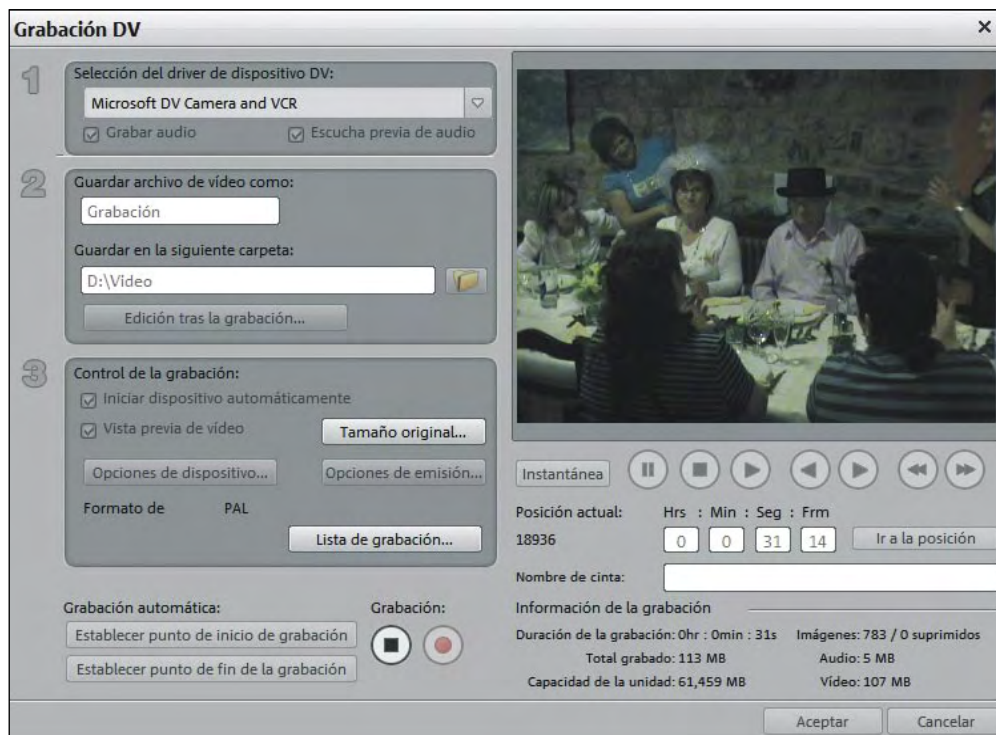 Grabación DV
1
Selección del driver de dispositivo DV:
Microsoft DV Camera and VCR
Grabar audio
Escucha previa de audio
2
Guardar archivo de vídeo como:
Grabación
Guardar en la siguiente carpeta:
D:\Video
Edición tras la grabación...
3
Control de la grabación:
Iniciar dispositivo automáticamente
Vista previa de vídeo
Tamaño original...
Opciones de dispositivo...
Opciones de emisión...
Formato de PAL
Lista de grabación...
Grabación automática:
Grabación:
Establecer punto de inicio de grabación
Establecer punto de fin de la grabación
Instantánea
Posición actual: Hrs : Min : Seg : Frm
18936 0 0 31 14 Ir a la posición
Nombre de cinta:
Información de la grabación
Duración de la grabación: 0hr : 0min : 31s Imágenes: 783 / 0 suprimidos
Total grabado: 113 MB Audio: 5 MB
Capacidad de la unidad: 61,459 MB Vídeo: 107 MB
Aceptar
Cancelar